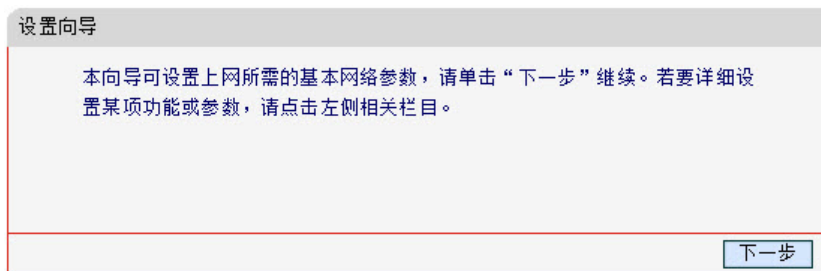 设置向导
本向导可设置上网所需的基本网络参数，请单击“下一步”继续。若要详细设
置某项功能或参数，请点击左侧相关栏目。
下一步